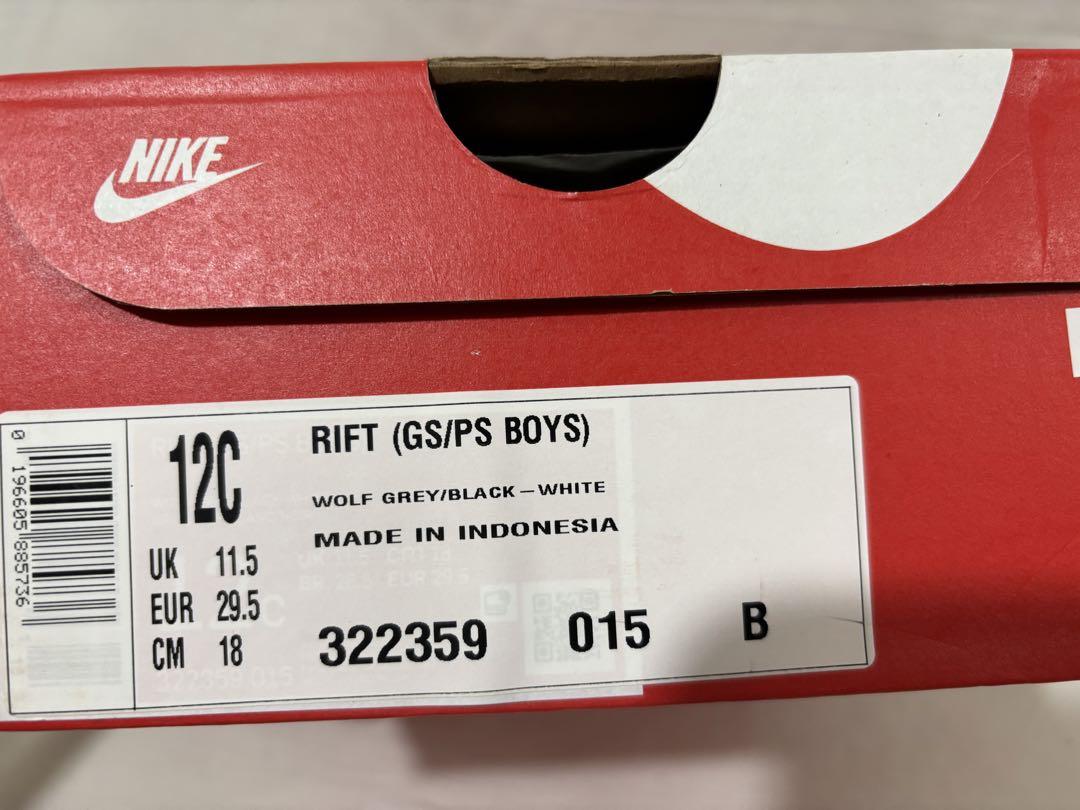 NIKE
0 196605 885736
12C
UK 11.5
EUR 29.5
CM 18
RIFT (GS/PS BOYS)
WOLF GREY/BLACK-WHITE
MADE IN INDONESIA
322359 015 B